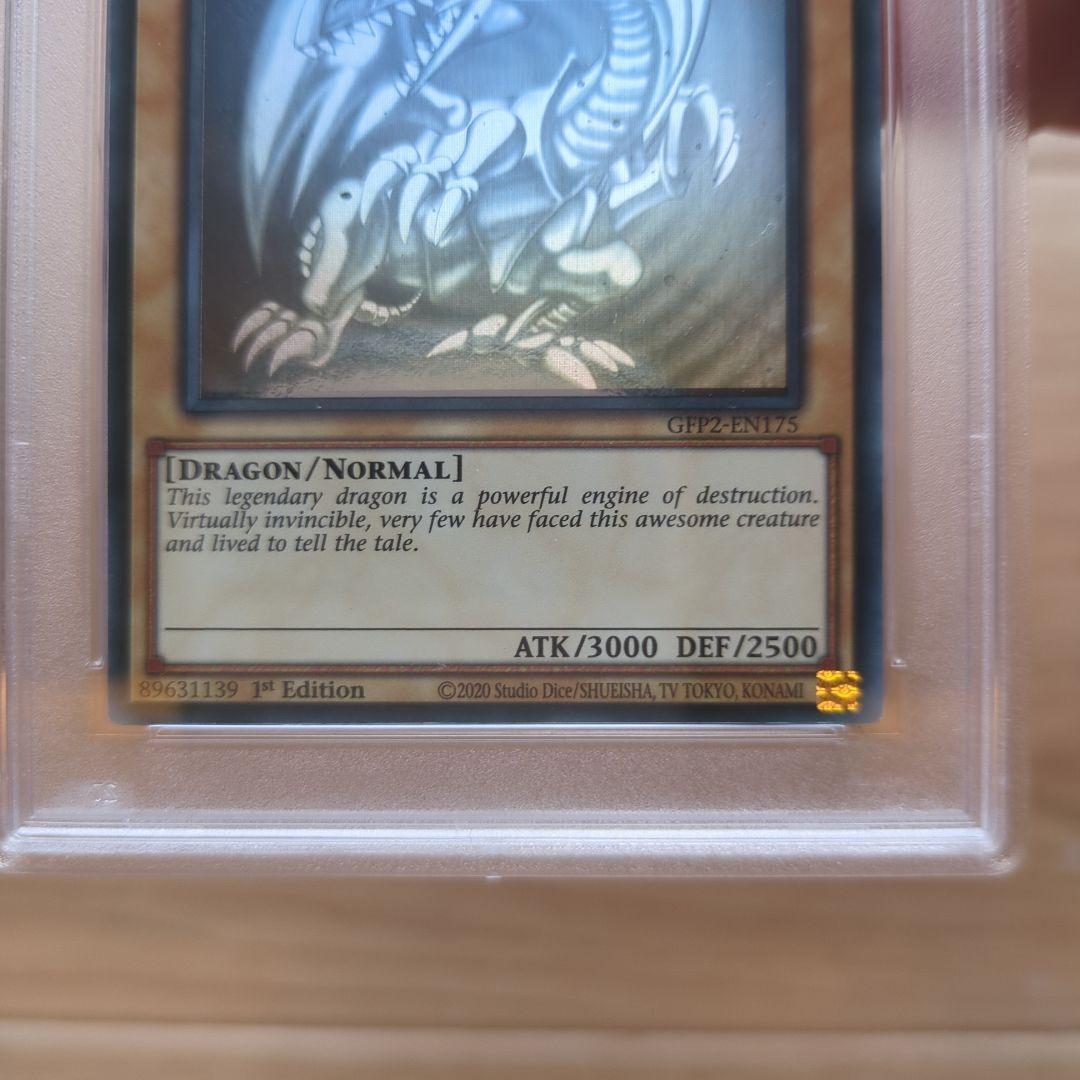 GFP2-EN175
[DRAGON/NORMAL]
This legendary dragon is a powerful engine of destruction.
Virtually invincible, very few have faced this awesome creature
and lived to tell the tale.
ATK/3000 DEF/2500
89631139 1st Edition ©2020 Studio Dice/SHUEISHA, TV TOKYO, KONAMI